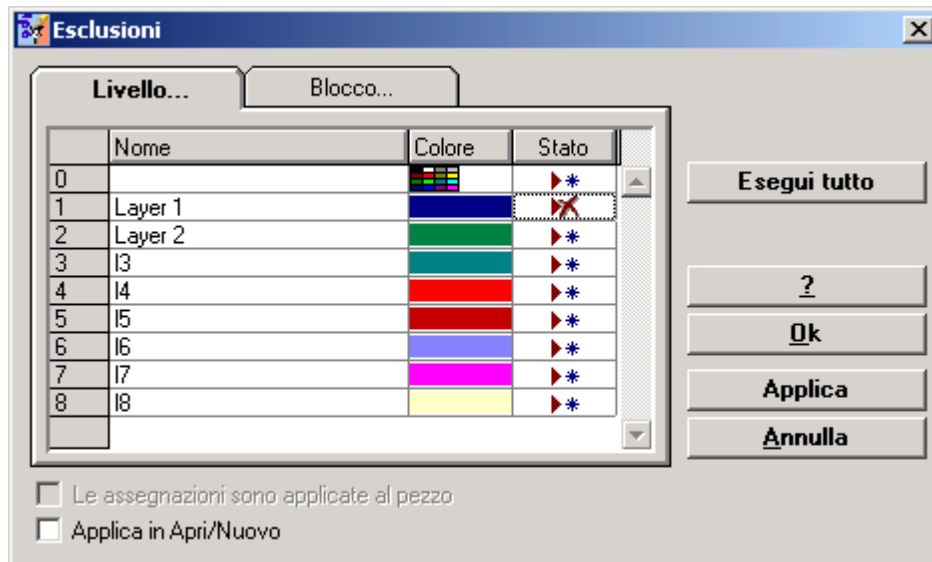 Esclusioni
Livello...
Blocco...
Nome Colore Stato
0
1 Layer 1
2 Layer 2
3 l3
4 l4
5 l5
6 l6
7 l7
8 l8
Esegui tutto
?
Ok
Applica
Annulla
Le assegnazioni sono applicate al pezzo
Applica in Apri/Nuovo